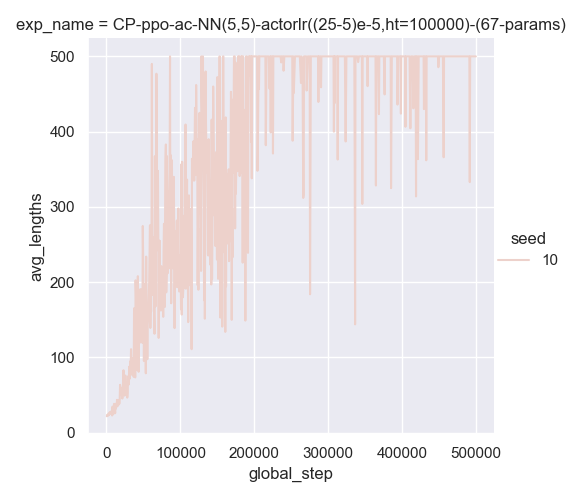 exp_name = CP-ppo-ac-NN(5,5)-actorlr((25-5)e-5,ht=100000)-(67-params)
500
400
300
200
100
0
avg_lengths
0 100000 200000 300000 400000 500000
global_step
seed
10